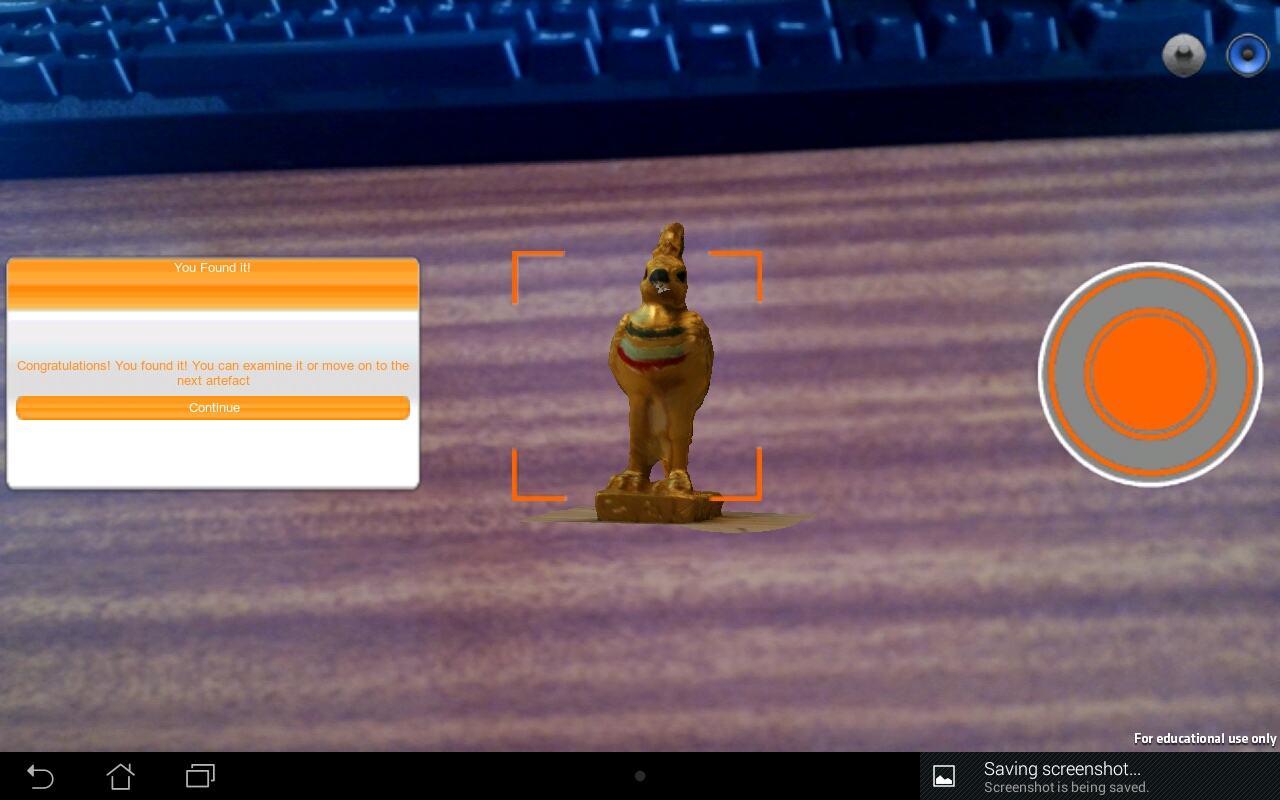 You Found it!
Congratulations! You found it! You can examine it or move on to the
next artefact
Continue
For educational use only
Saving screenshot...
Screenshot is being saved.